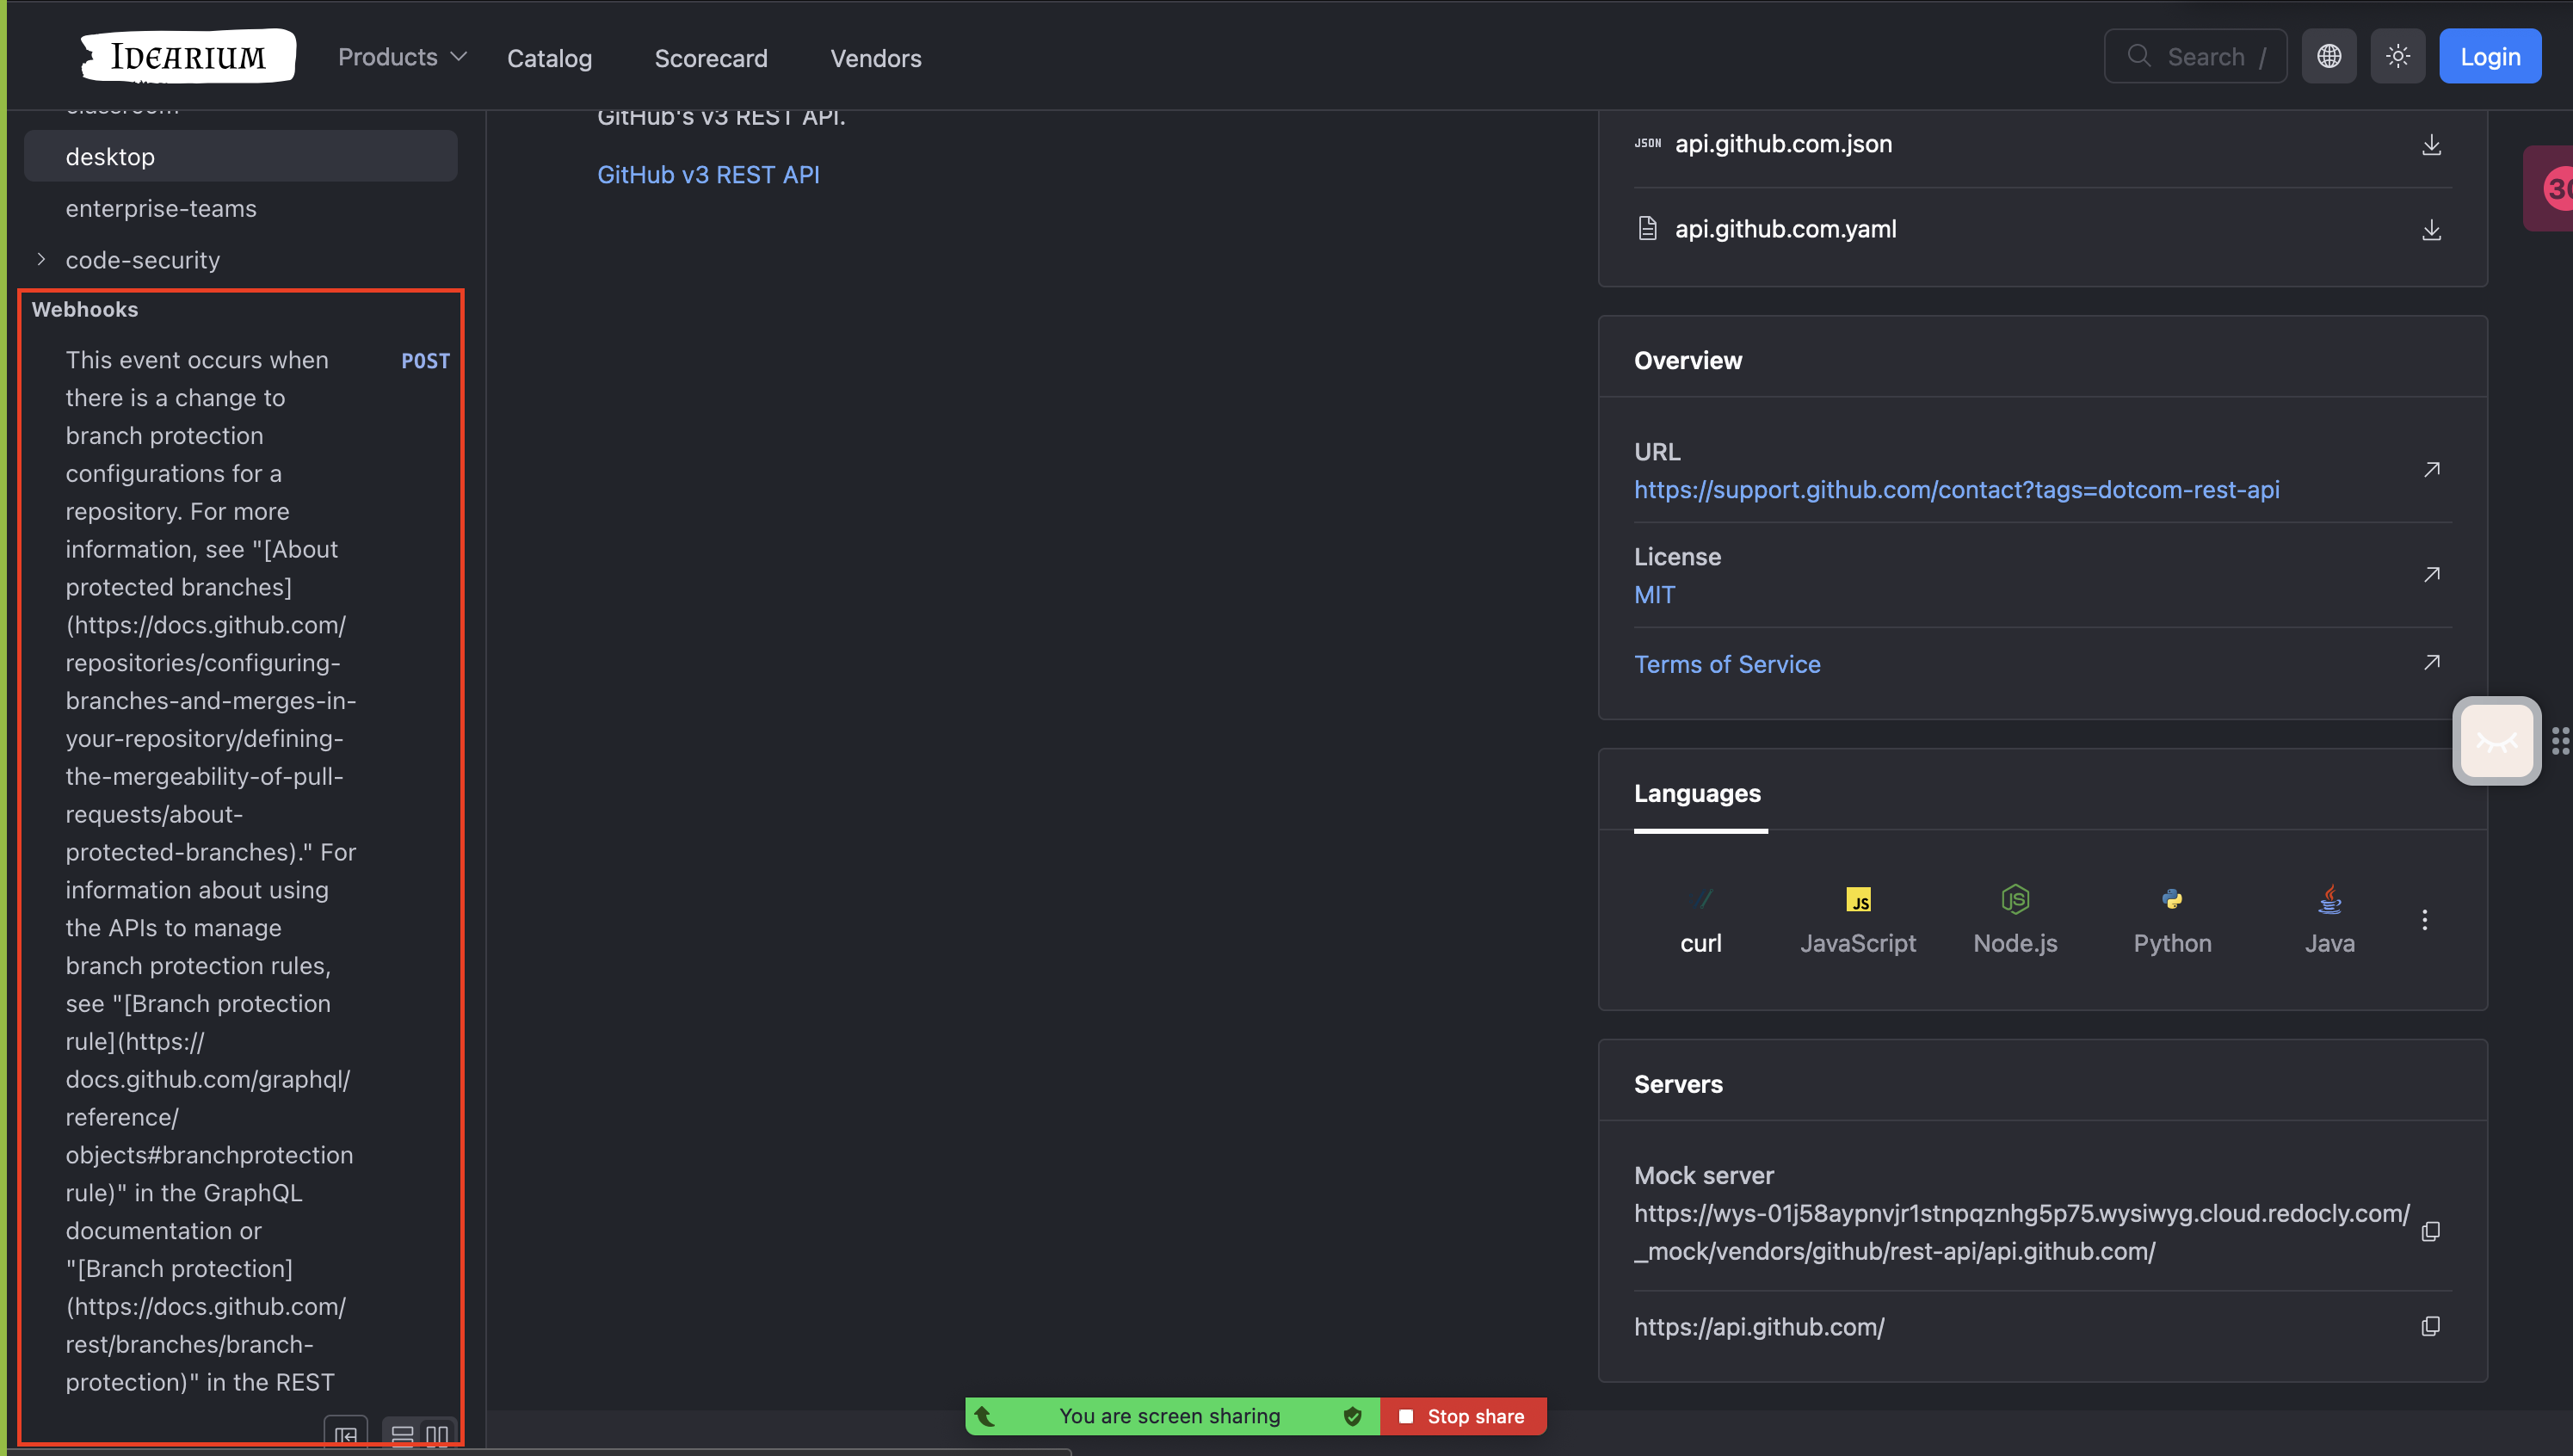 IDEARIUM
Products
Catalog
Scorecard
Vendors
Search /
Login
classroom
desktop
enterprise-teams
code-security
Webhooks
This event occurs when
POST
there is a change to
branch protection
configurations for a
repository. For more
information, see "[About
protected branches]
(https://docs.github.com/
repositories/configuring-
branches-and-merges-in-
your-repository/defining-
the-mergeability-of-pull-
requests/about-
protected-branches)." For
information about using
the APIs to manage
branch protection rules,
see "[Branch protection
rule](https://
docs.github.com/graphql/
reference/
objects#branchprotection
rule)" in the GraphQL
documentation or
"[Branch protection]
(https://docs.github.com/
rest/branches/branch-
protection)" in the REST
GitHub's v3 REST API.
GitHub v3 REST API
JSON api.github.com.json
api.github.com.yaml
Overview
URL
https://support.github.com/contact?tags=dotcom-rest-api
License
MIT
Terms of Service
Languages
JS
JS
curl
JavaScript
Node.js
Python
Java
Servers
Mock server
https://wys-01j58aypnvjr1stnpqznhg5p75.wysiwyg.cloud.redocly.com/
_mock/vendors/github/rest-api/api.github.com/
https://api.github.com/
You are screen sharing
Stop share